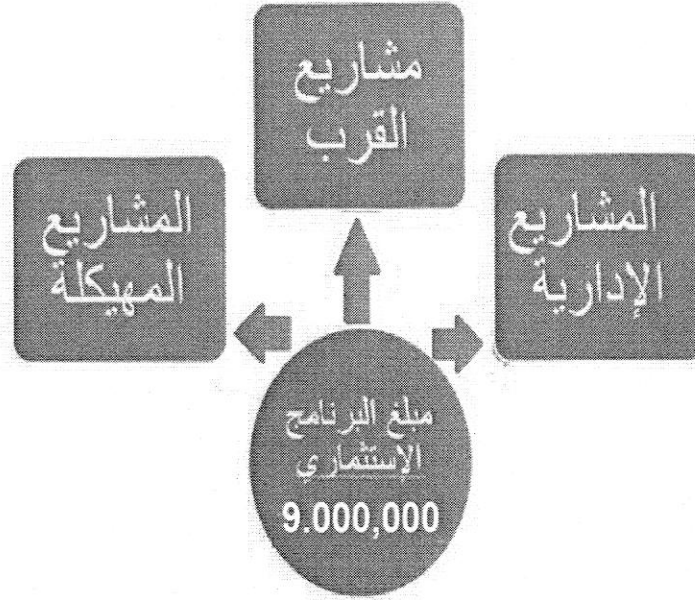 مشاريع
القرب
المشاريع
الإدارية
المشاريع
المهيكلة
مبلغ البرنامج
الإستثماري
9.000,000